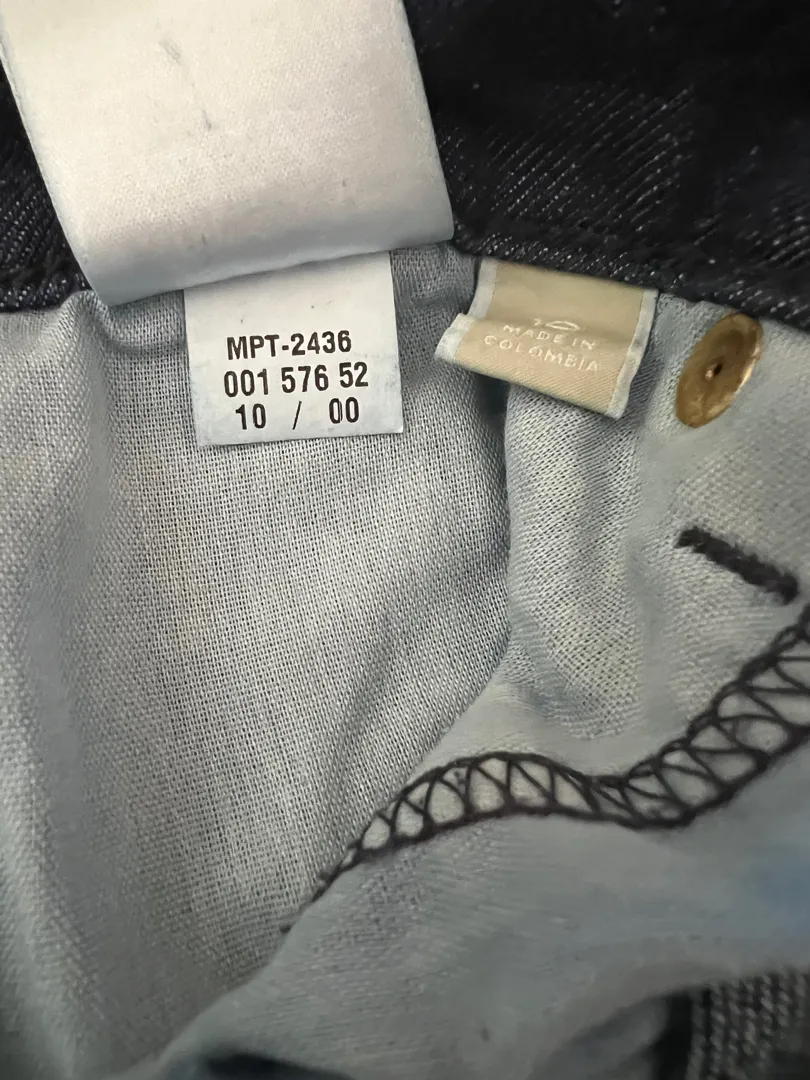 MPT-2436
001 576 52
10 / 00
MADE IN
COLOMBIA